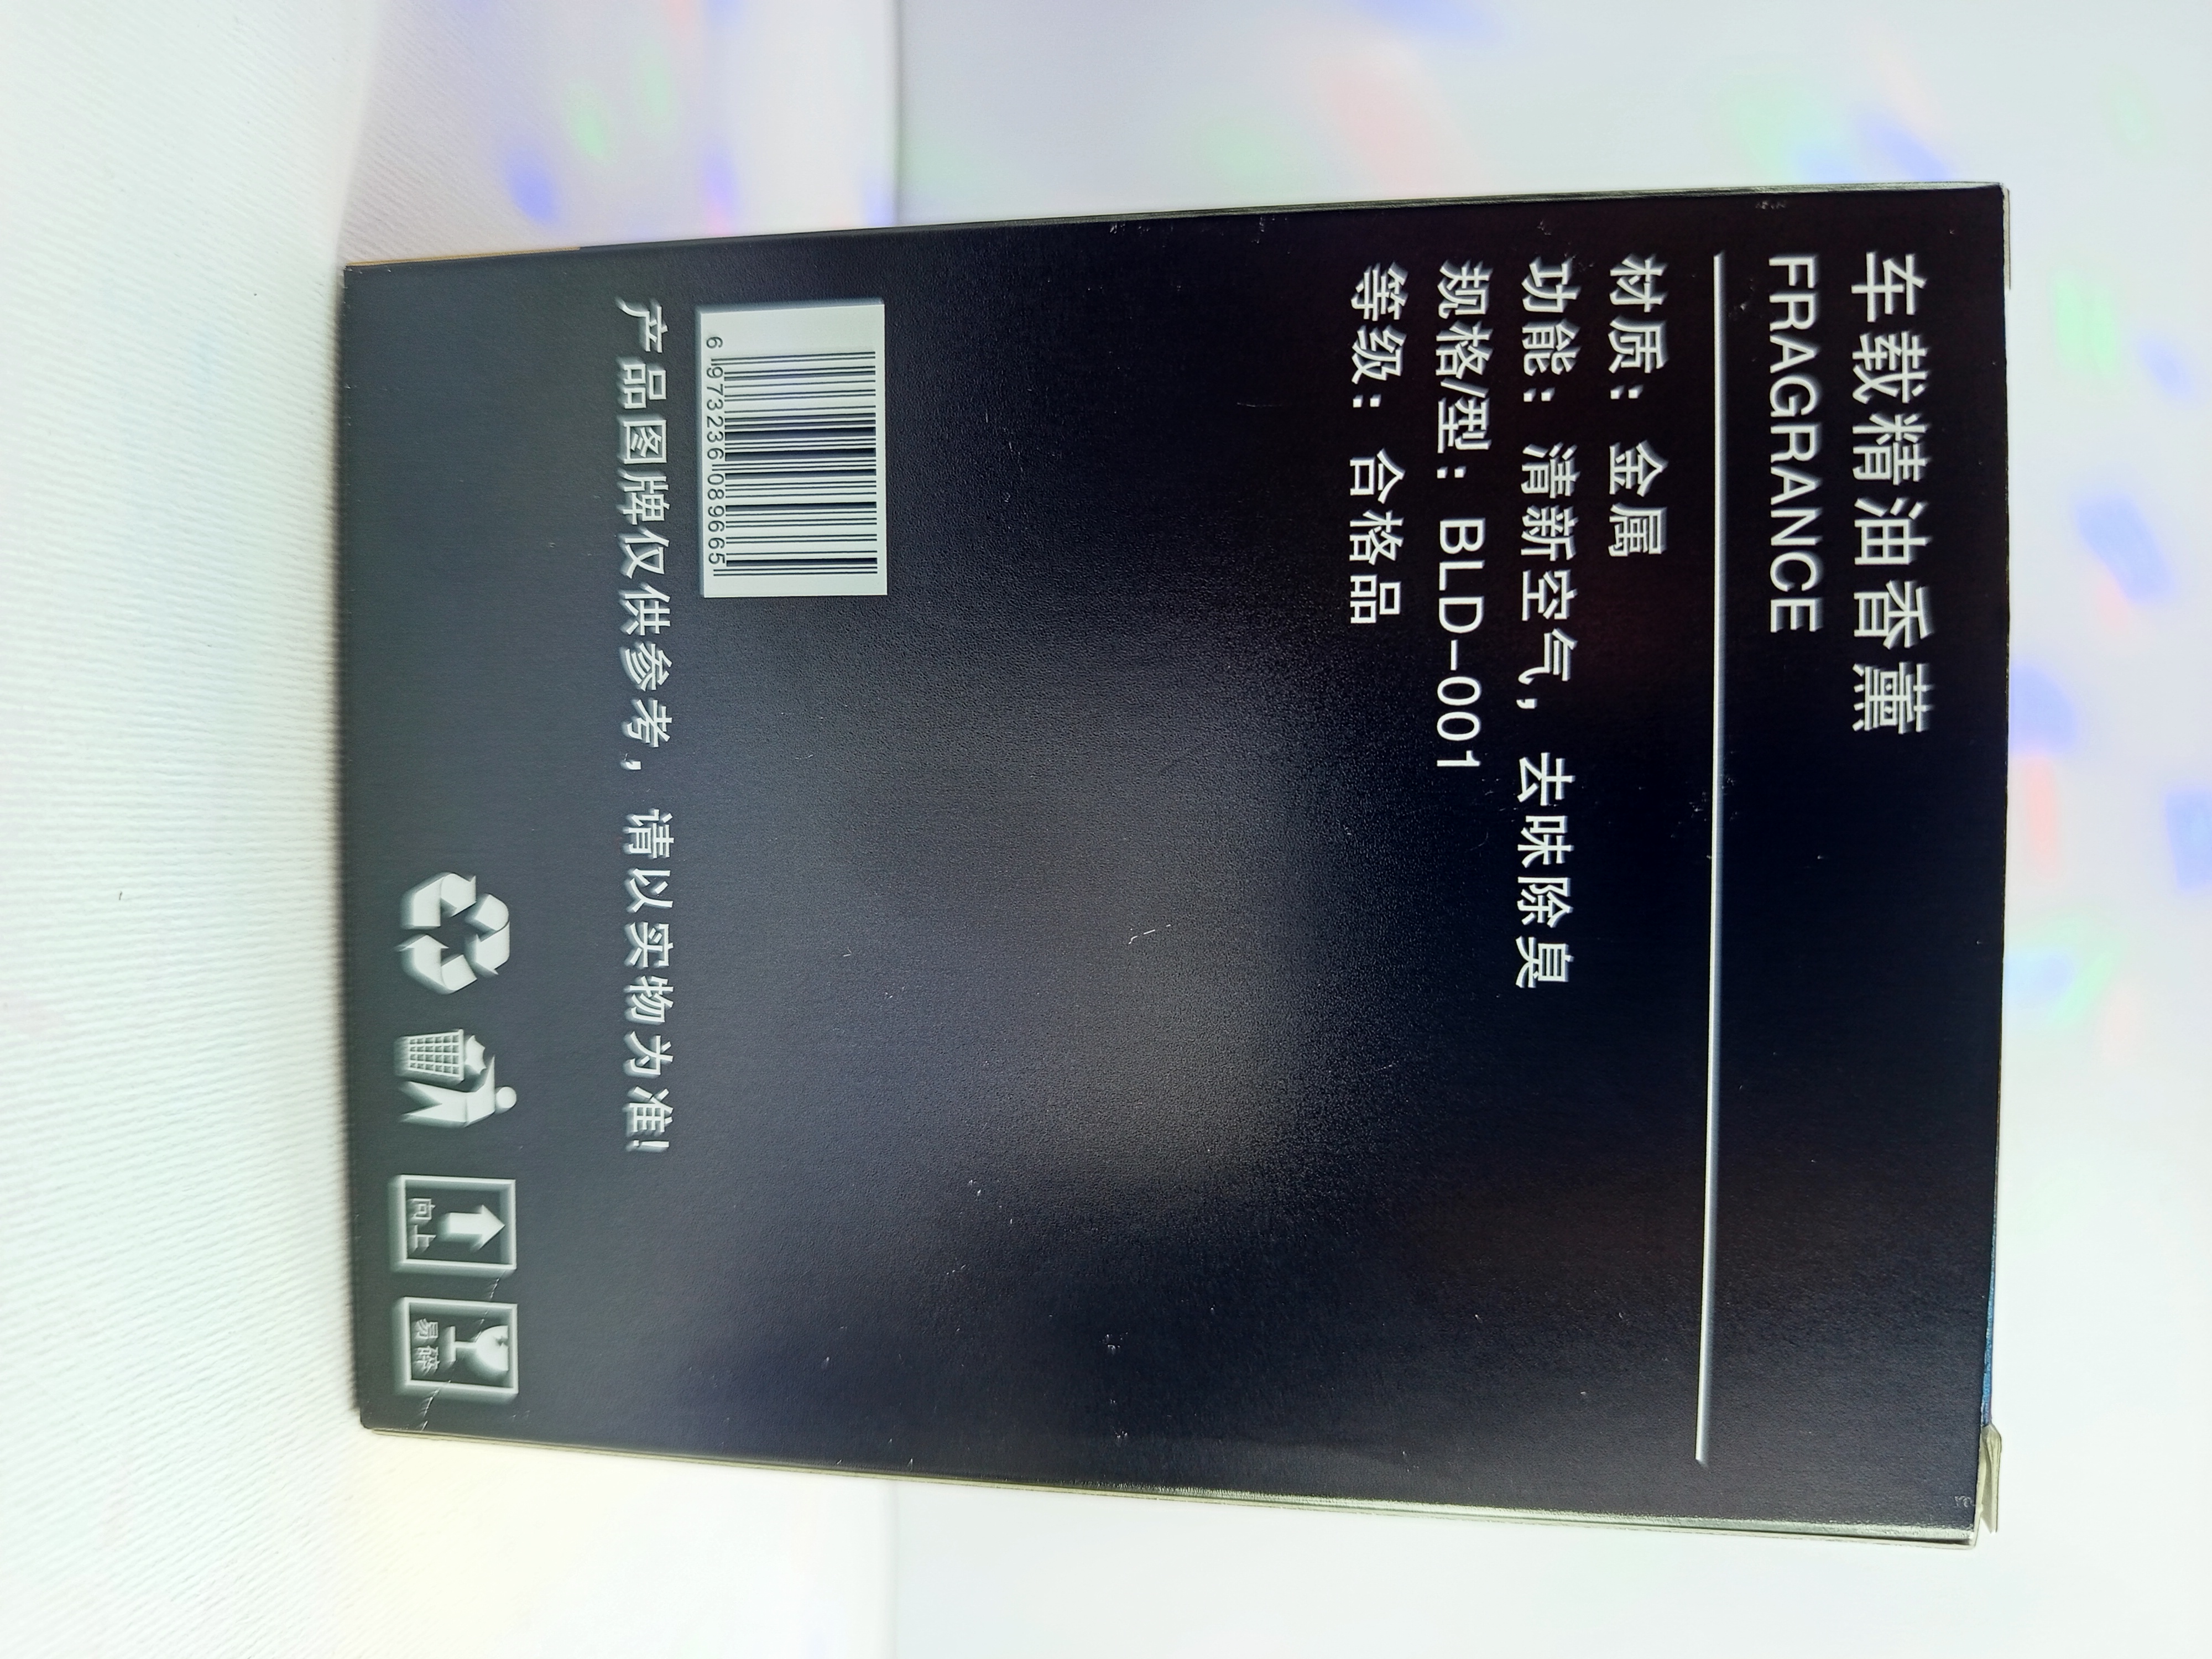 车载精油香薰
FRAGRANCE
材质：金属
功能：清新空气，去味除臭
规格/型：BLD-001
等级：合格品
6 973236 089665
产品图牌仅供参考，请以实物为准!
向上
易碎